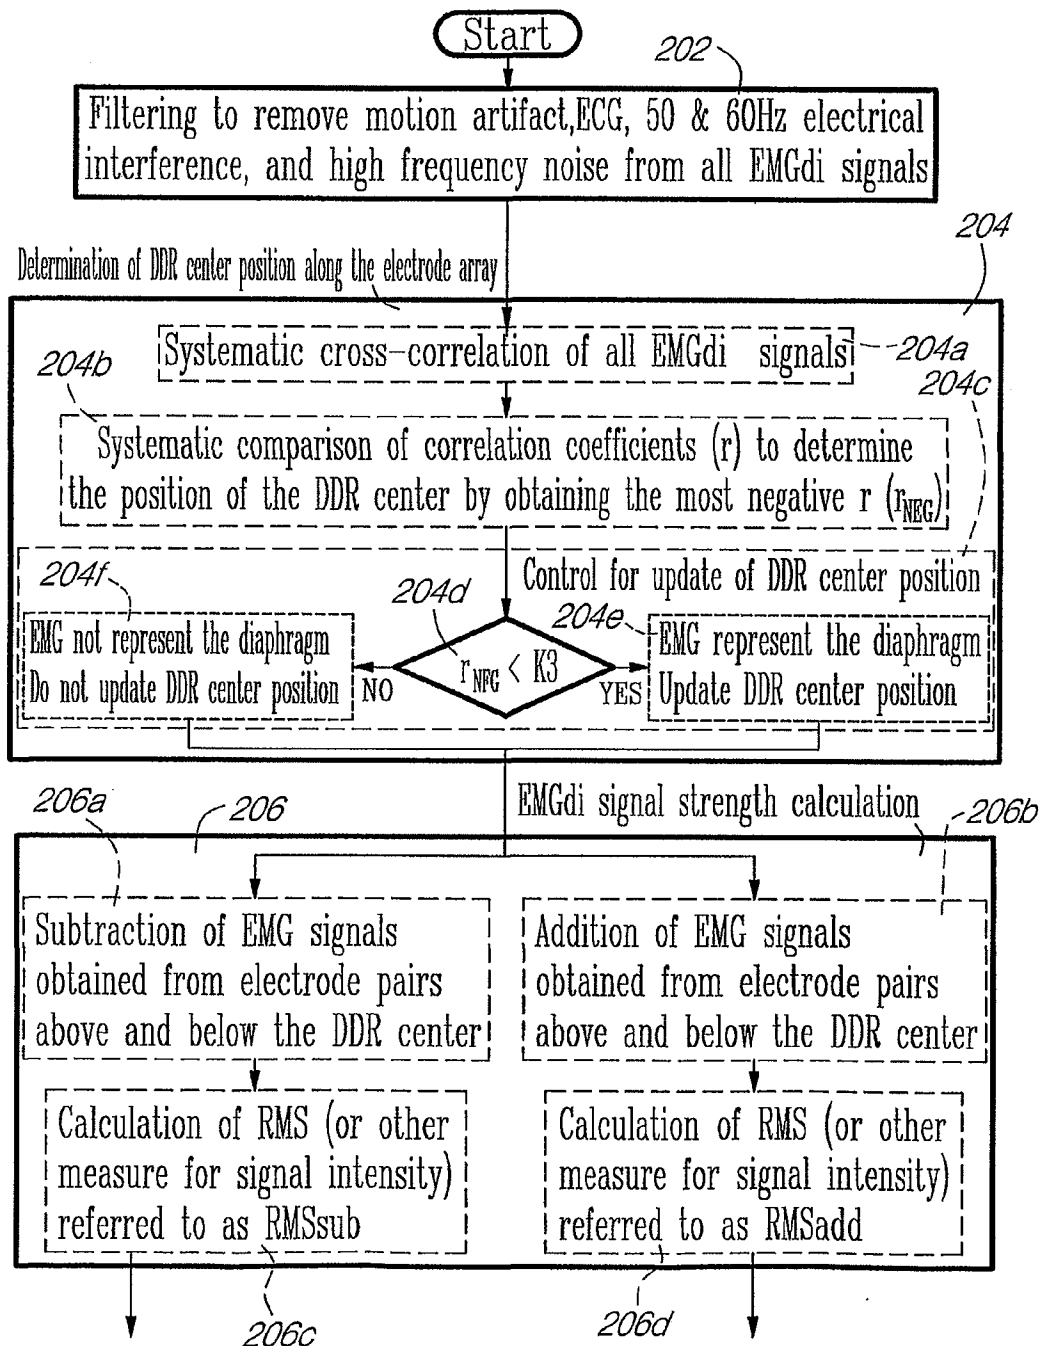 Start
202
Filtering to remove motion artifact,ECG, 50 & 60Hz electrical
interference, and high frequency noise from all EMGdi signals
204
Determination of DDR center position along the electrode array
Systematic cross-correlation of all EMGdi signals
204a
204b
204c
Systematic comparison of correlation coefficients (r) to determine
the position of the DDR center by obtaining the most negative r (rNEG)
Control for update of DDR center position
204f
204d
204e
EMG not represent the diaphragm
Do not update DDR center position
NO
rNEG < K3
YES
EMG represent the diaphragm
Update DDR center position
EMGdi signal strength calculation
206a
206
206b
Subtraction of EMG signals
obtained from electrode pairs
above and below the DDR center
Addition of EMG signals
obtained from electrode pairs
above and below the DDR center
Calculation of RMS (or other
measure for signal intensity)
referred to as RMSsub
Calculation of RMS (or other
measure for signal intensity)
referred to as RMSadd
206c
206d